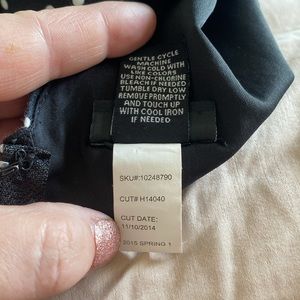 GENTLE CYCLE
MACHINE
WASH COLD WITH
LIKE COLORS
USE NON-CHLORINE
BLEACH IF NEEDED
TUMBLE DRY LOW
REMOVE PROMPTLY
AND TOUCH UP
WITH COOL IRON
IF NEEDED
SKU#:10248790
CUT# H14040
CUT DATE:
11/10/2014
2015 SPRING 1